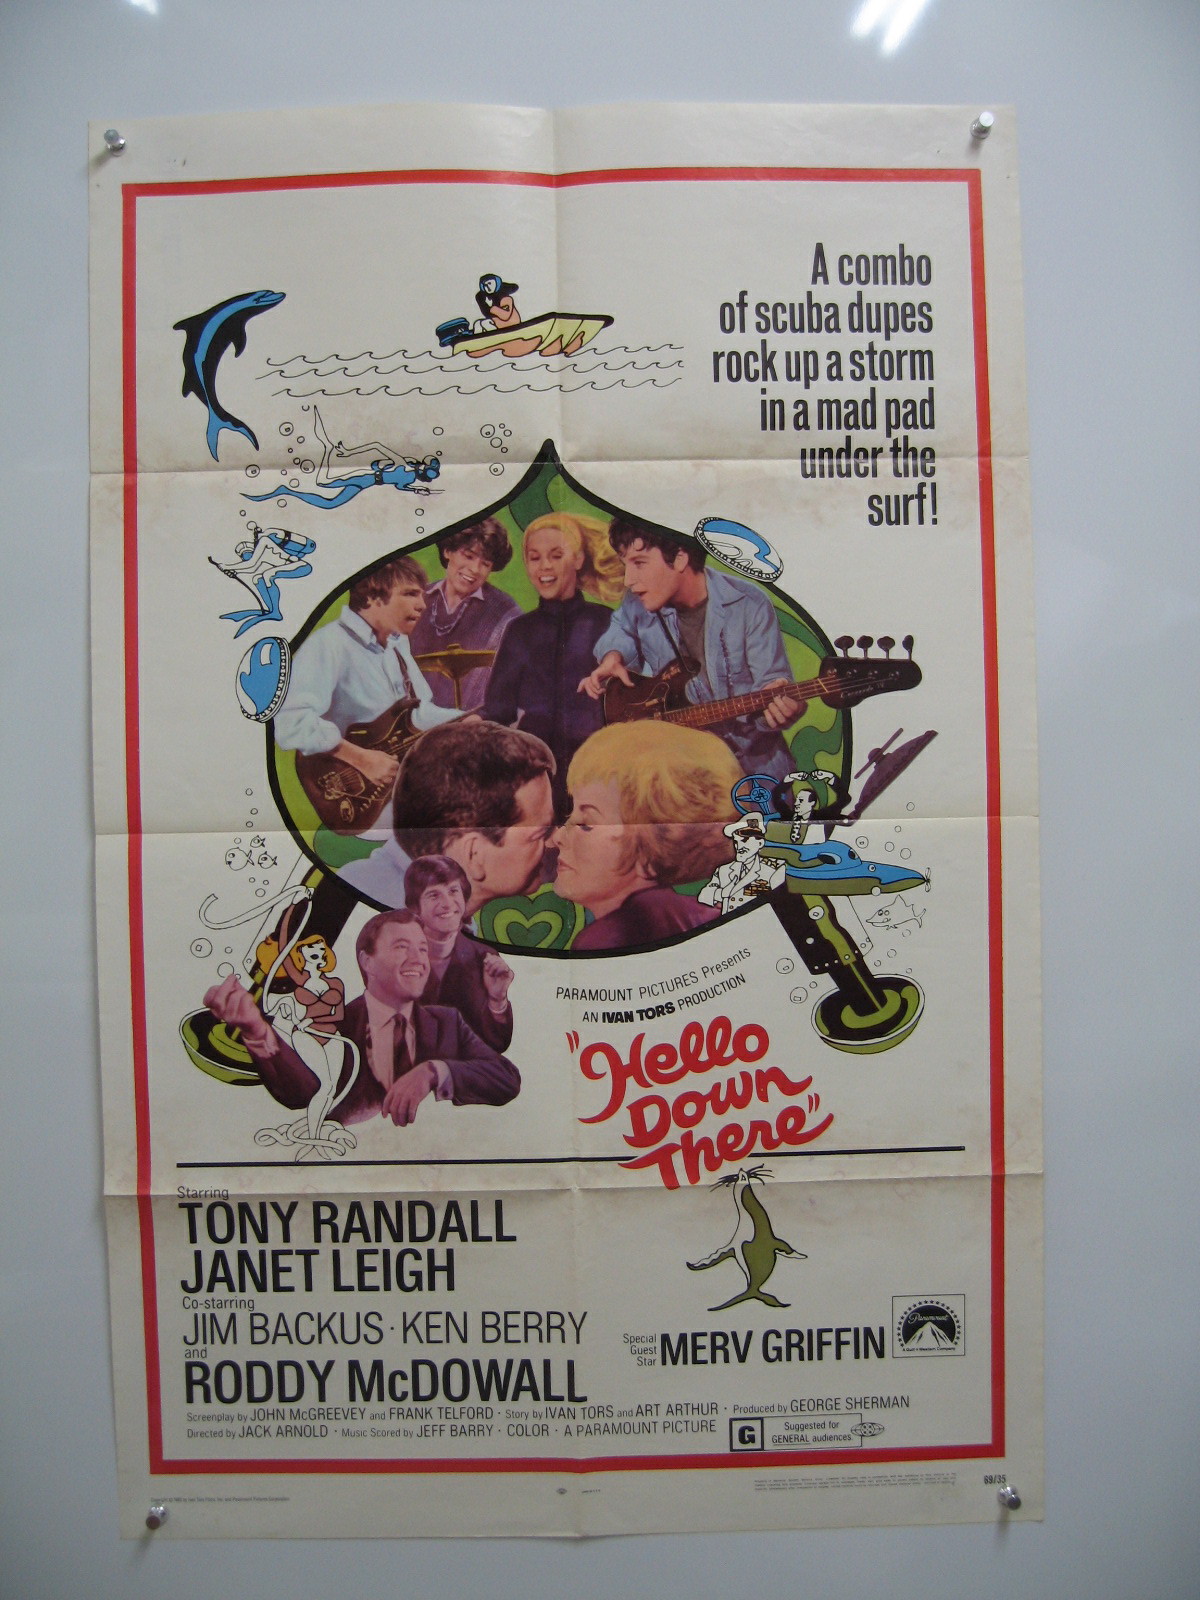 A combo
of scuba dupes
rock up a storm
in a mad pad
under the
surf!
PARAMOUNT PICTURES Presents
AN IVAN TORS PRODUCTION
"Hello
Down
There"
Starring
TONY RANDALL
JANET LEIGH
Co-starring
JIM BACKUS · KEN BERRY
and
RODDY McDOWALL
Special
Guest
Star
MERV GRIFFIN
Paramount
A Gulf + Western Company
Screenplay by JOHN McGREEVEY and FRANK TELFORD · Story by IVAN TORS and ART ARTHUR · Produced by GEORGE SHERMAN
Directed by JACK ARNOLD · Music Scored by JEFF BARRY · COLOR · A PARAMOUNT PICTURE
G
Suggested for
GENERAL audiences.
69/35